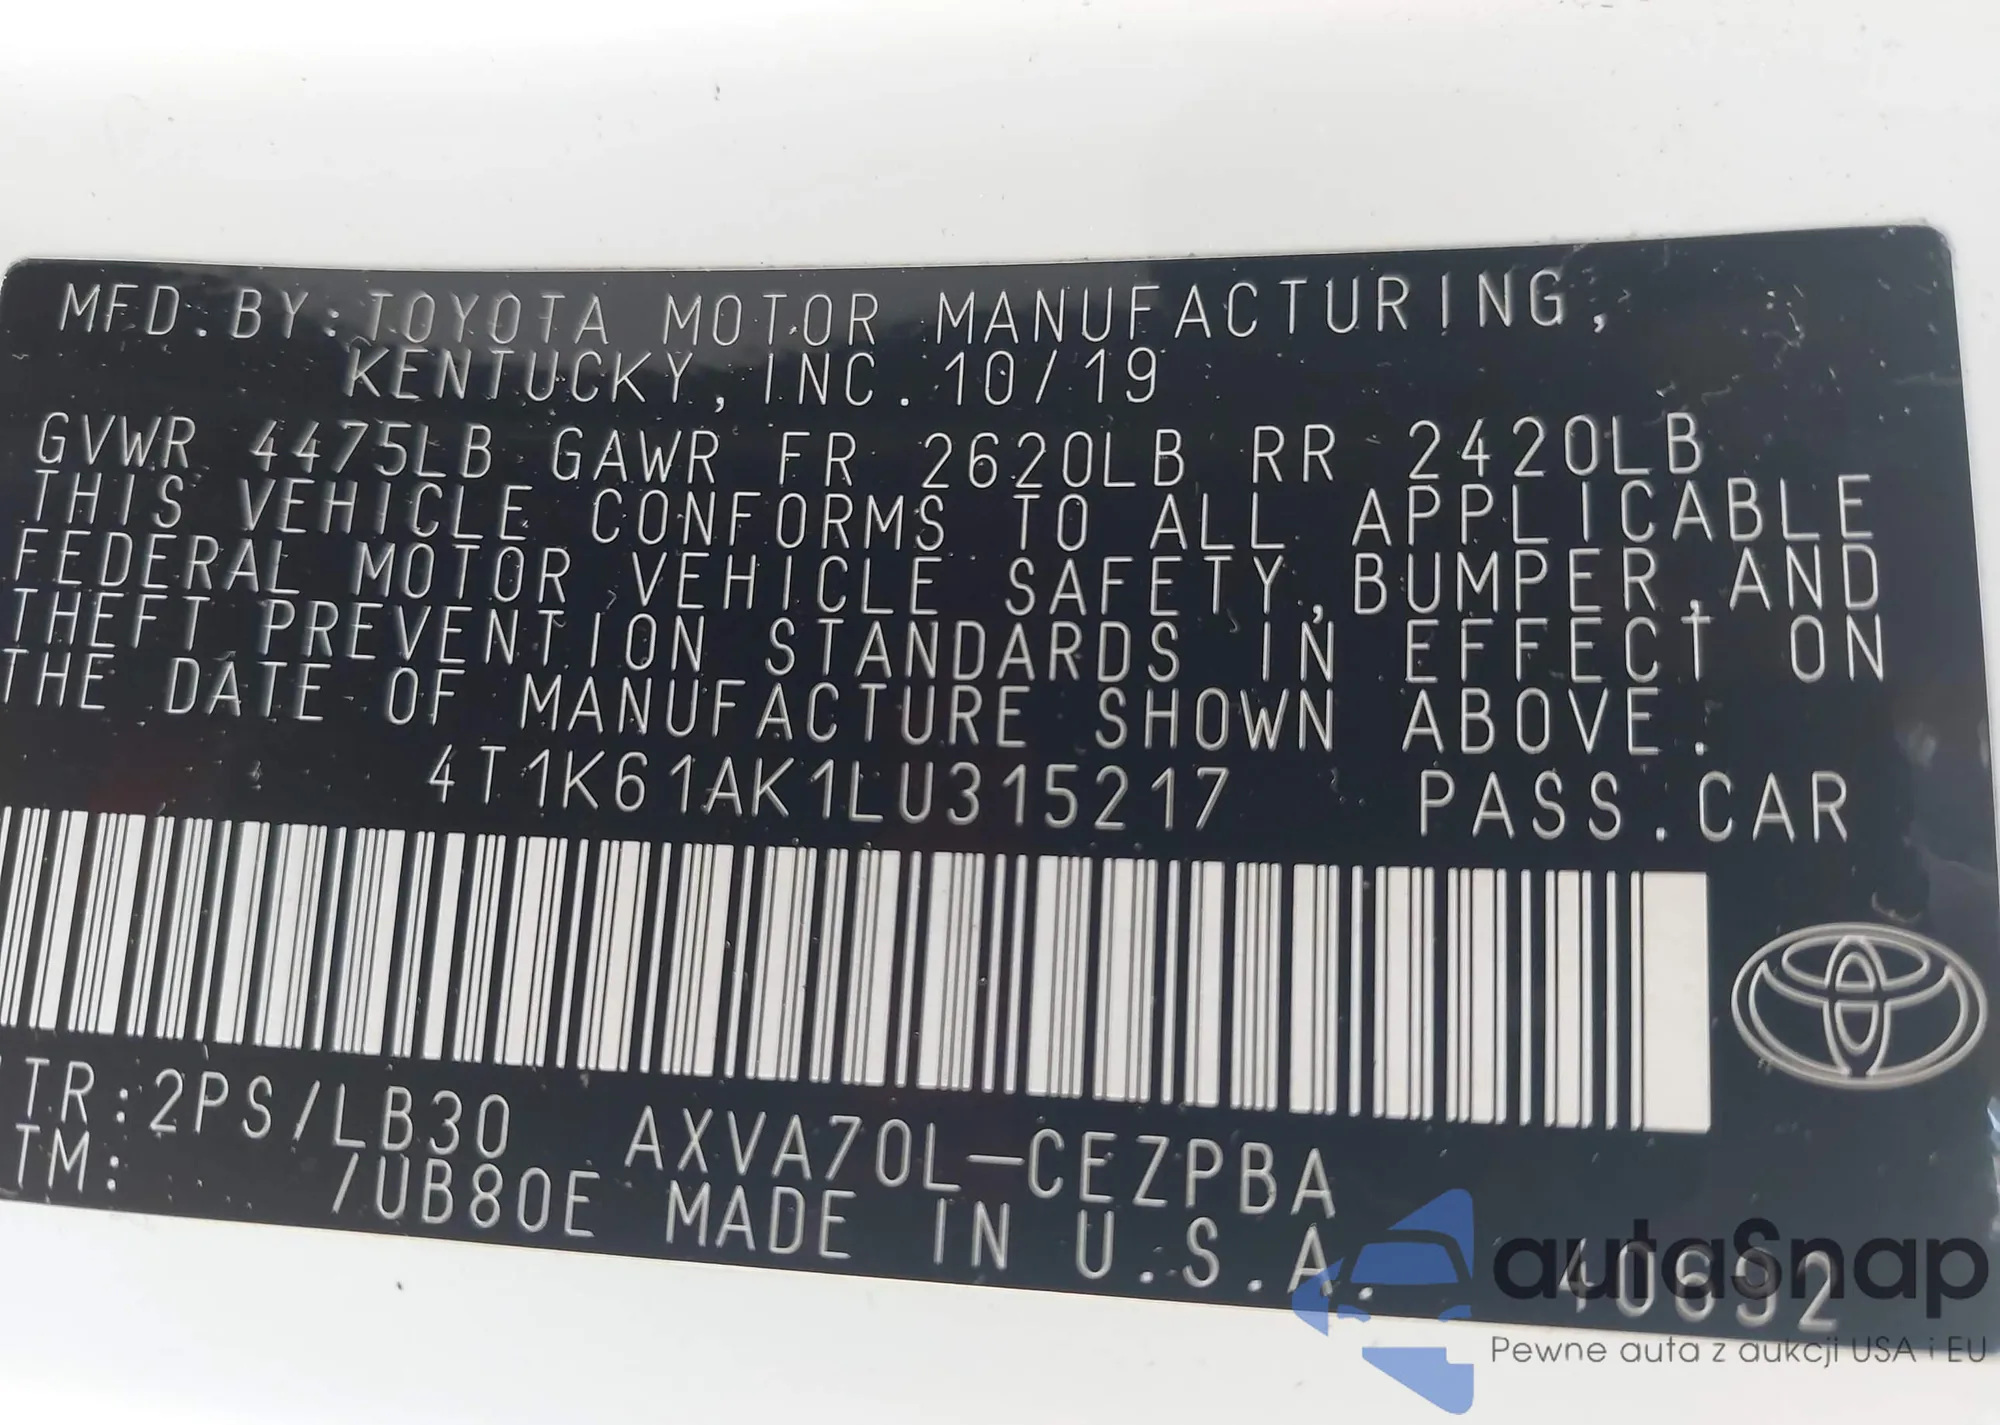 MFD. BY: TOYOTA MOTOR MANUFACTURING,
KENTUCKY, INC. 10/19
GVWR 4475LB GAWR FR 2620LB RR 2420LB
THIS VEHICLE CONFORMS TO ALL APPLICABLE
FEDERAL MOTOR VEHICLE SAFETY, BUMPER, AND
THEFT PREVENTION STANDARDS IN EFFECT ON
THE DATE OF MANUFACTURE SHOWN ABOVE.
4T1K61AK1LU315217 PASS. CAR
TR: 2PS/LB30 AXVA70L-CEZPBA
TM: /UB80E MADE IN U.S.A.
autaSnap
Pewne auta z aukcji USA i EU